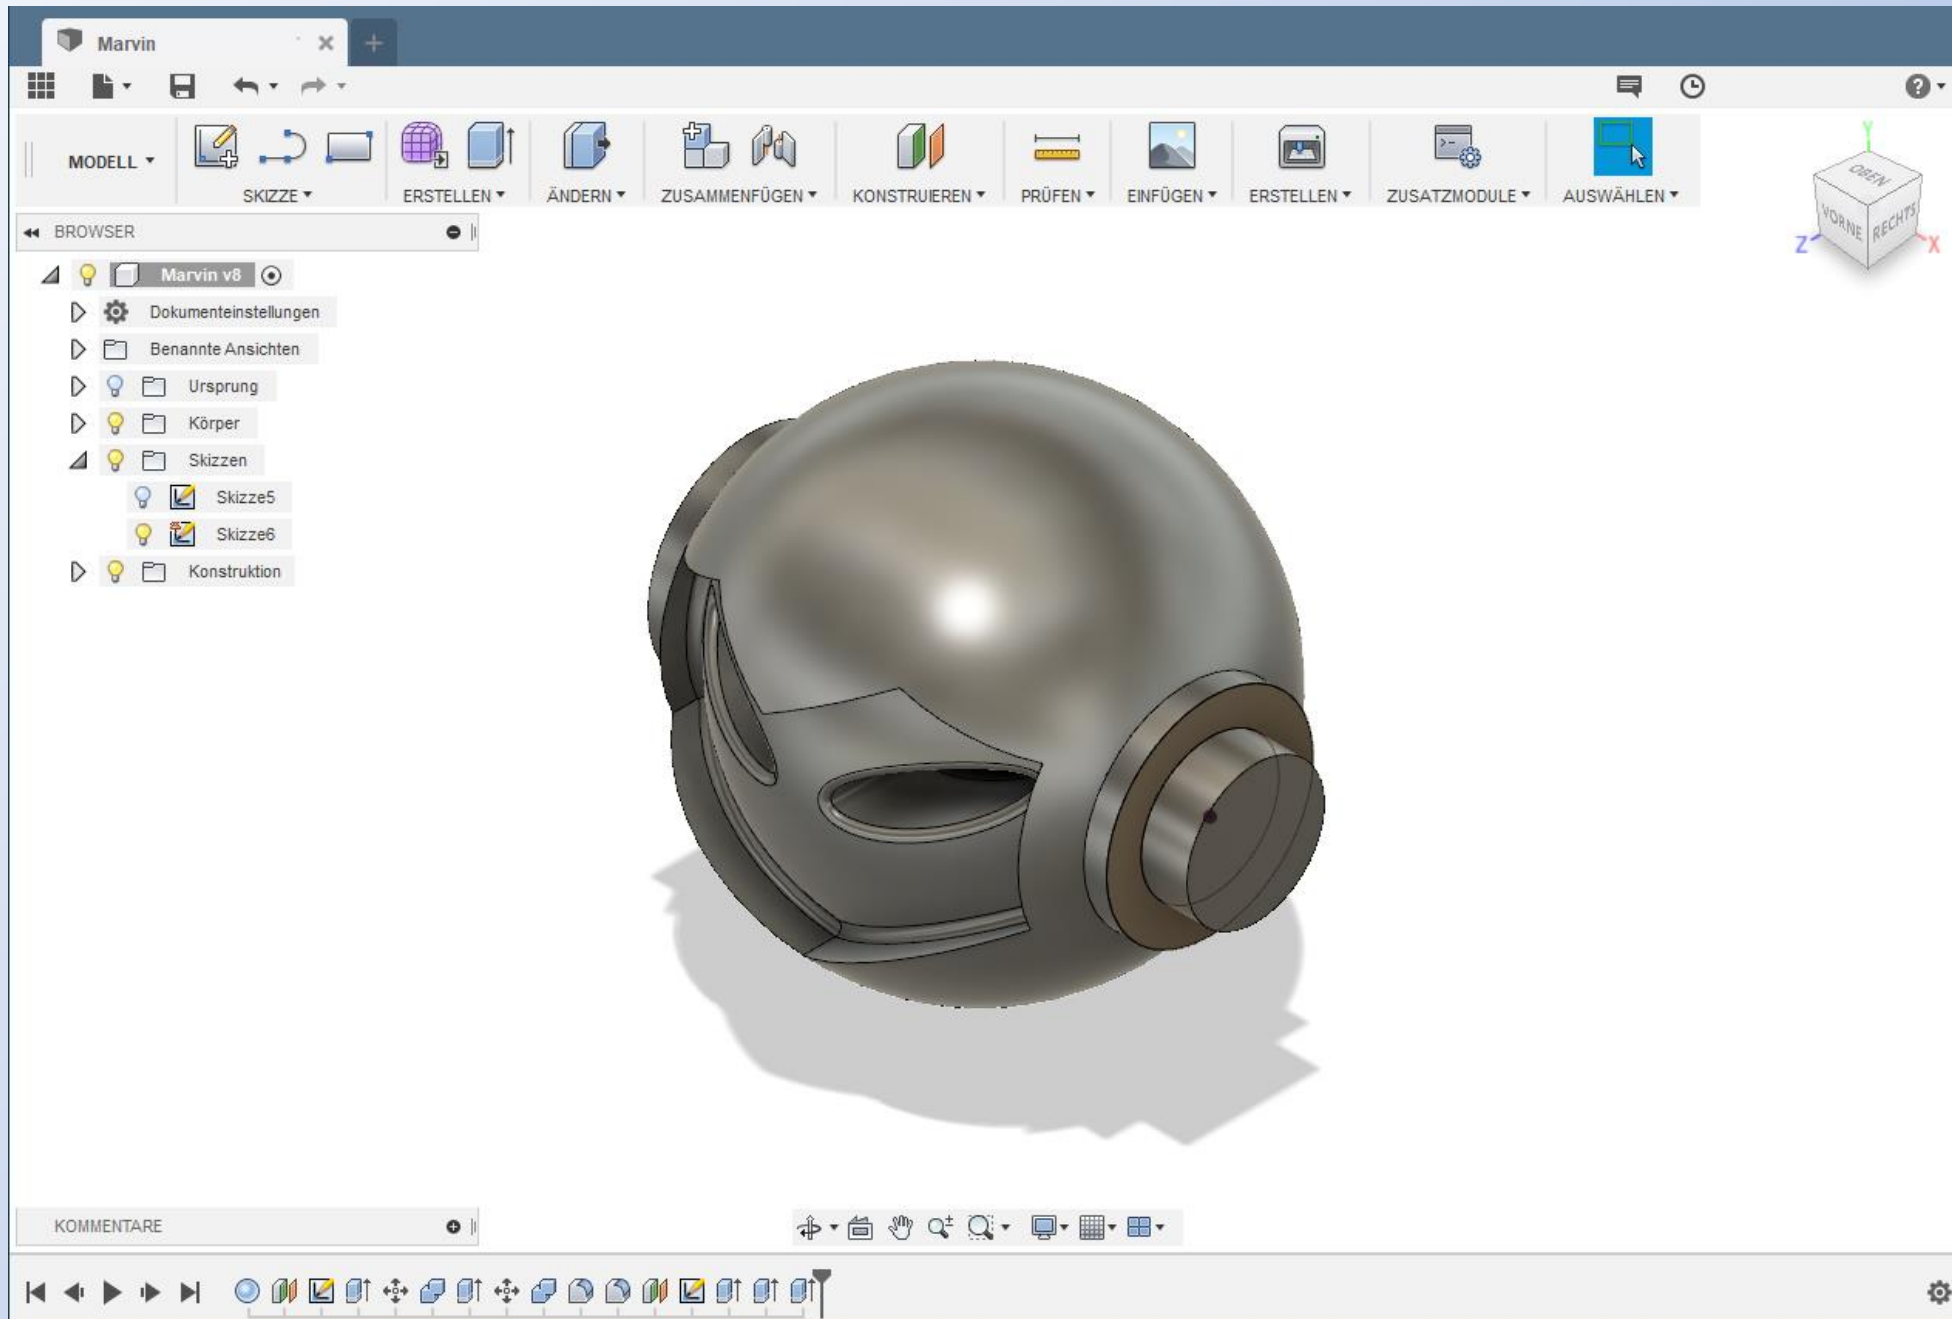 Marvin
MODELL
SKIZZE
ERSTELLEN
ÄNDERN
ZUSAMMENFÜGEN
KONSTRUIEREN
PRÜFEN
EINFÜGEN
ERSTELLEN
ZUSATZMODULE
AUSWÄHLEN
Y
OBEN
VORNE
RECHTS
Z
X
BROWSER
Marvin v8
Dokumenteinstellungen
Benannte Ansichten
Ursprung
Körper
Skizzen
Skizze5
Skizze6
Konstruktion
KOMMENTARE